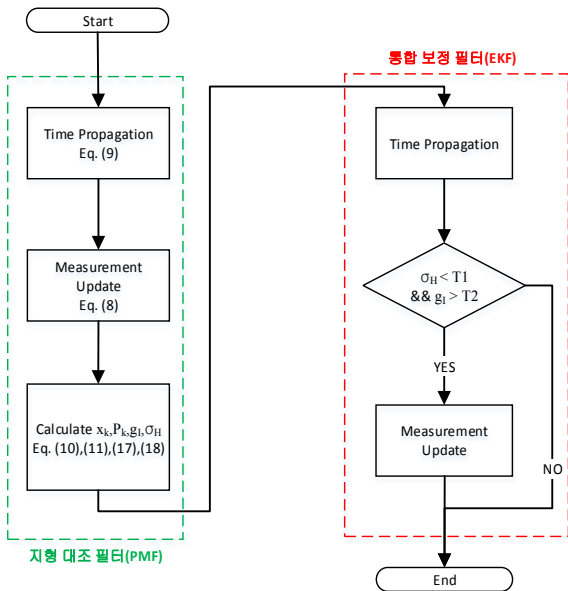 Start
Time Propagation
Eq. (9)
Measurement
Update
Eq. (8)
Calculate xk,Pk,gI,σH
Eq. (10),(11),(17),(18)
지형 대조 필터(PMF)
통합 보정 필터(EKF)
Time Propagation
σH < T1
&& gI > T2
YES
Measurement
Update
NO
End